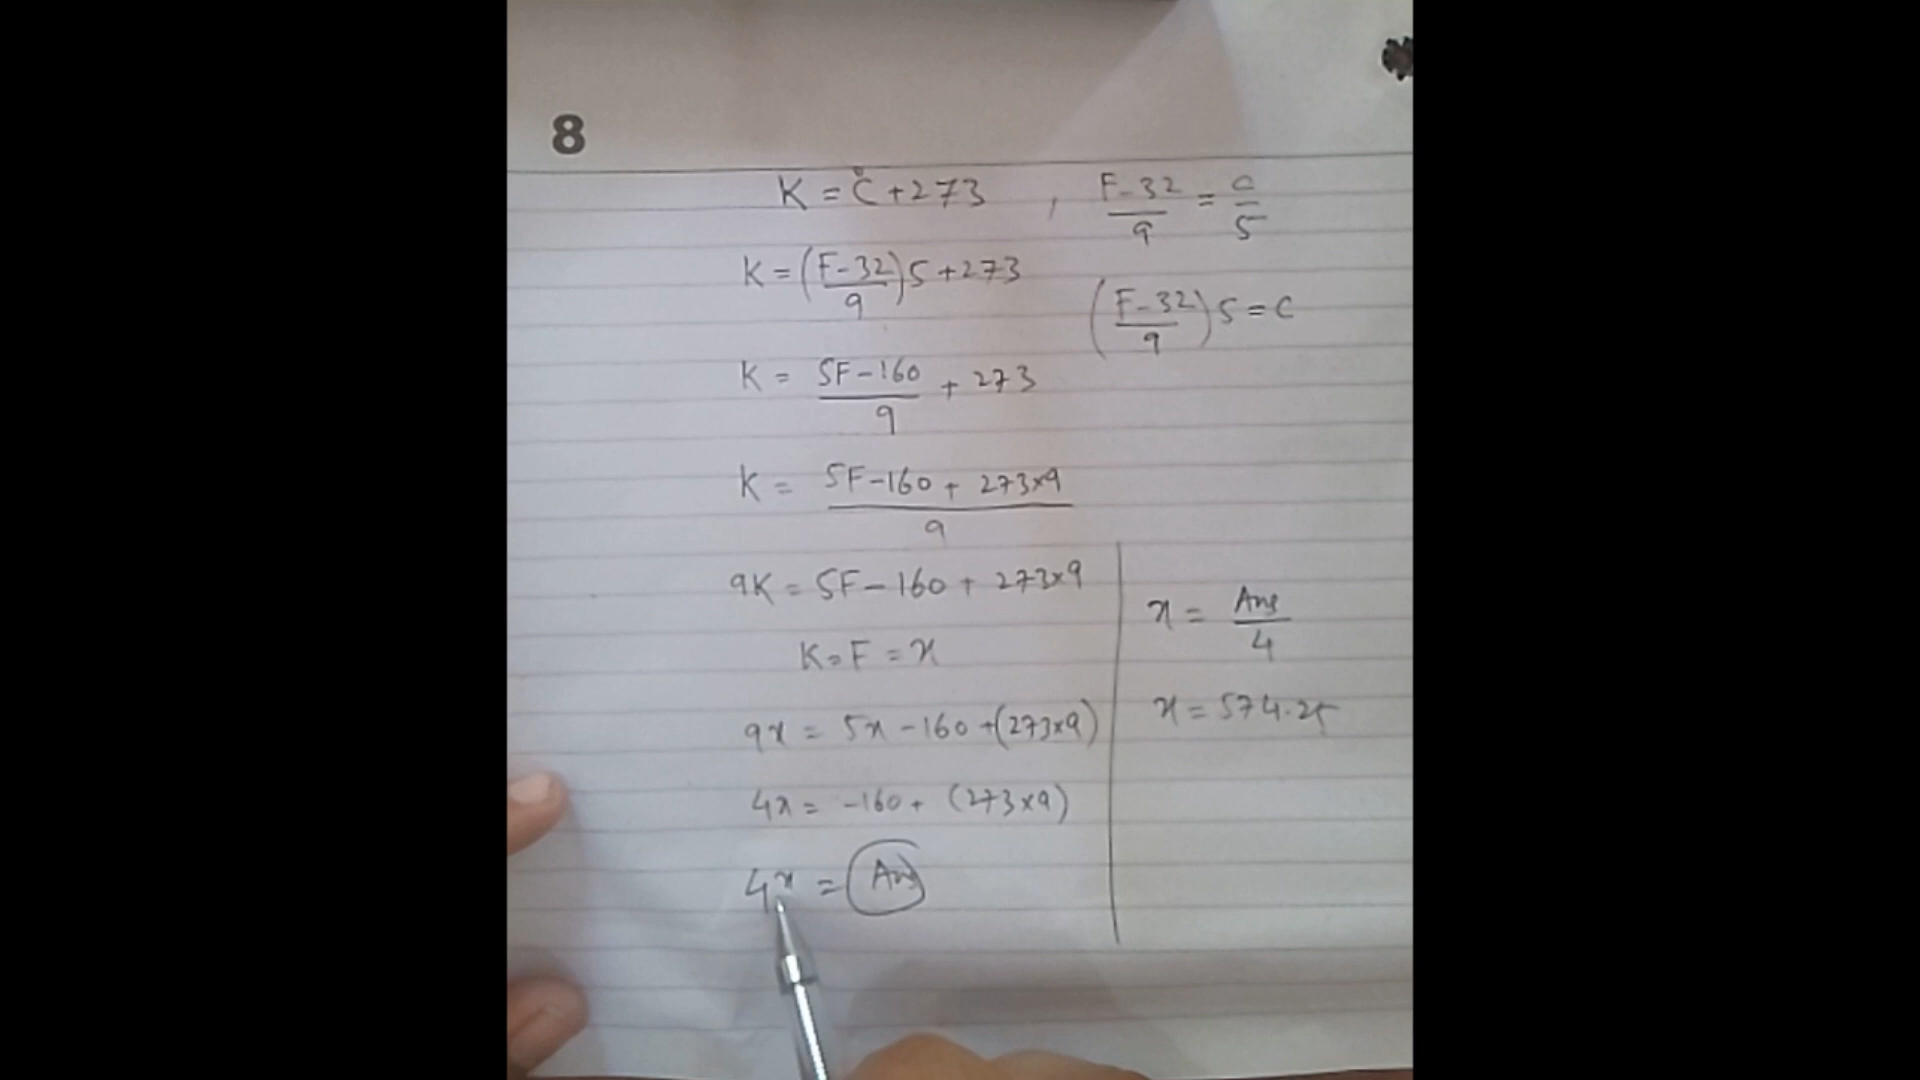 8
K = C° + 273 , F-32/9 = C/5
K = (F-32/9)5 + 273
(F-32/9)5 = C
K = 5F-160/9 + 273
K = 5F-160 + 273×9/9
9K = 5F - 160 + 273×9
K = F = x
9x = 5x - 160 + (273×9)
4x = -160 + (273×9)
4x = Ans
x = Ans/4
x = 574.25